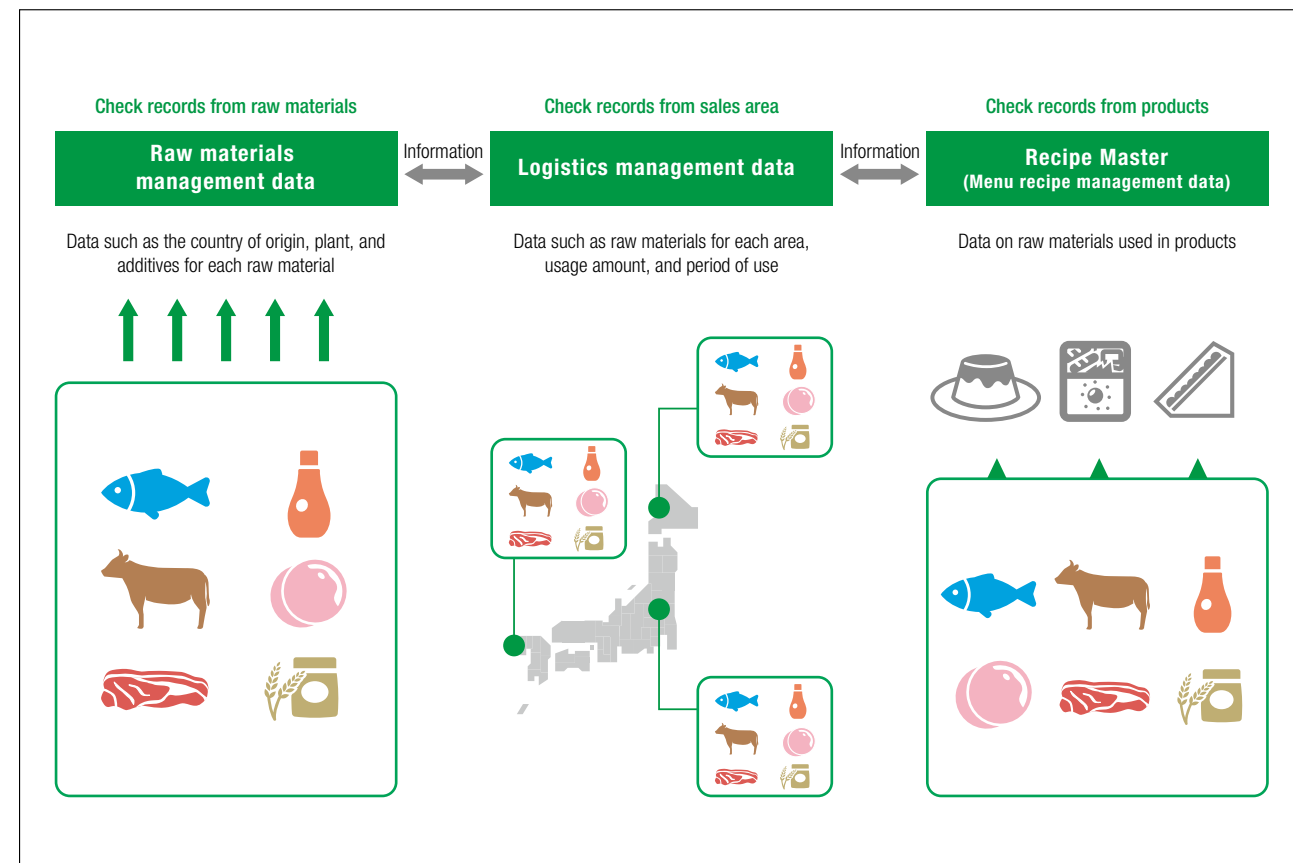 Check records from raw materials
Raw materials
management data
Data such as the country of origin, plant, and
additives for each raw material
Information
Check records from sales area
Logistics management data
Data such as raw materials for each area,
usage amount, and period of use
Information
Check records from products
Recipe Master
(Menu recipe management data)
Data on raw materials used in products